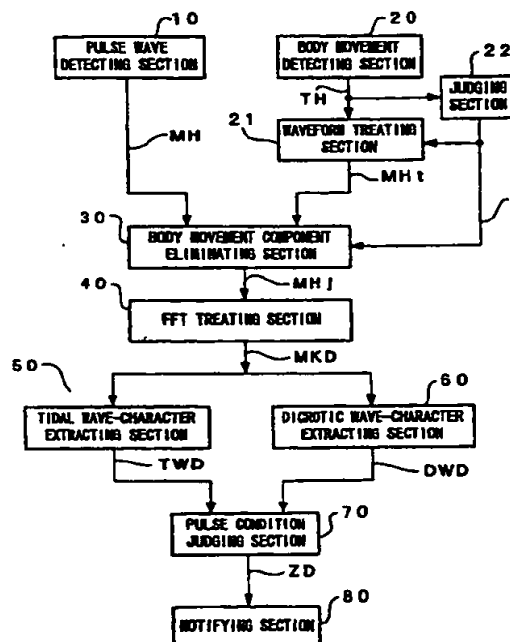 10
20
PULSE WAVE
DETECTING SECTION
BODY MOVEMENT
DETECTING SECTION
22
JUDGING
SECTION
TH
21
WAVEFORM TREATING
SECTION
MH
MHt
30
BODY MOVEMENT COMPONENT
ELIMINATING SECTION
MHj
40
FFT TREATING SECTION
MKD
50
60
TIDAL WAVE-CHARACTER
EXTRACTING SECTION
DICROTIC WAVE-CHARACTER
EXTRACTING SECTION
TWD
DWD
70
PULSE CONDITION
JUDGING SECTION
ZD
80
NOTIFYING SECTION